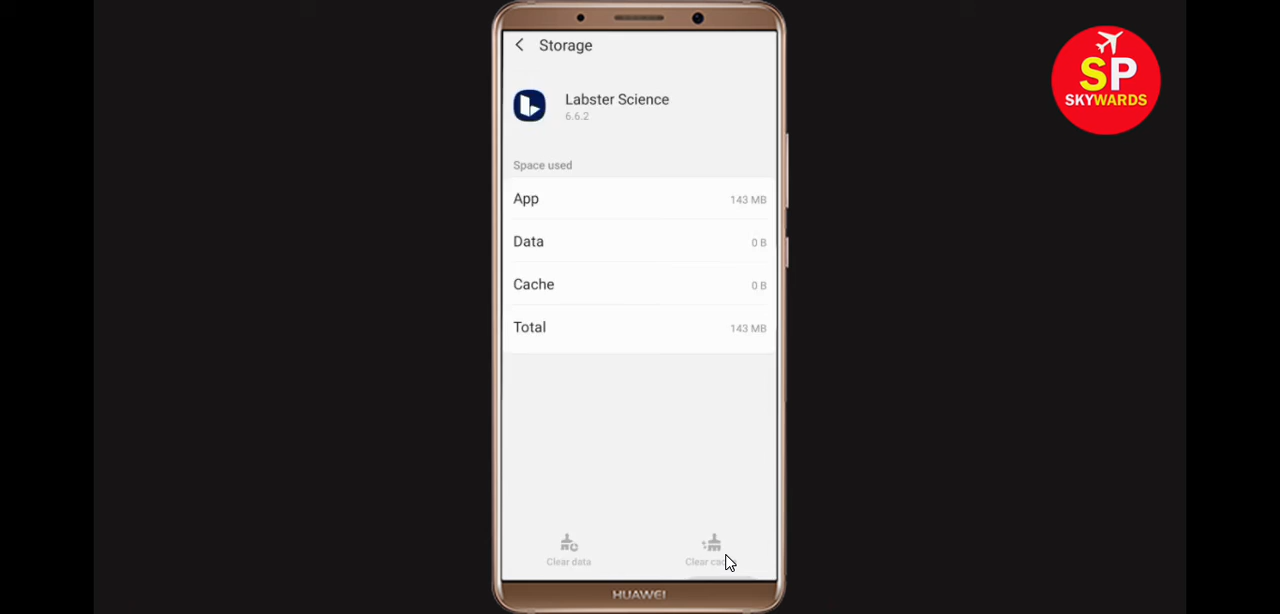 Storage
Labster Science
6.6.2
Space used
App 143 MB
Data 0 B
Cache 0 B
Total 143 MB
Clear data
Clear
HUAWEI
SP
SKYWARDS